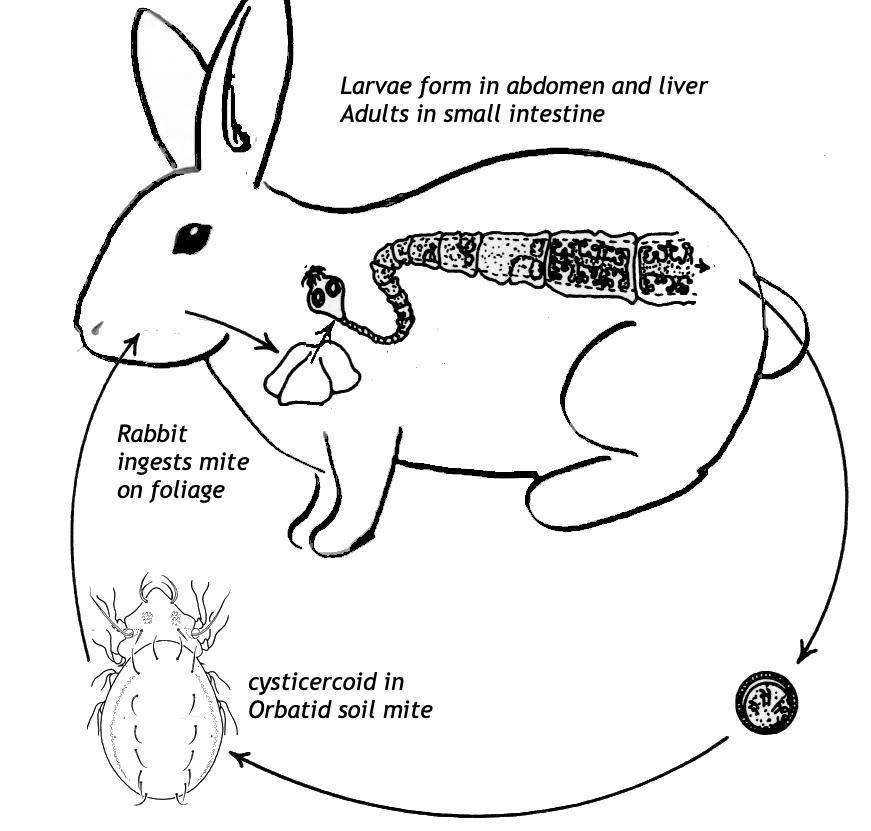 Larvae form in abdomen and liver
Adults in small intestine
Rabbit
ingests mite
on foliage
cysticercoid in
Orbatid soil mite